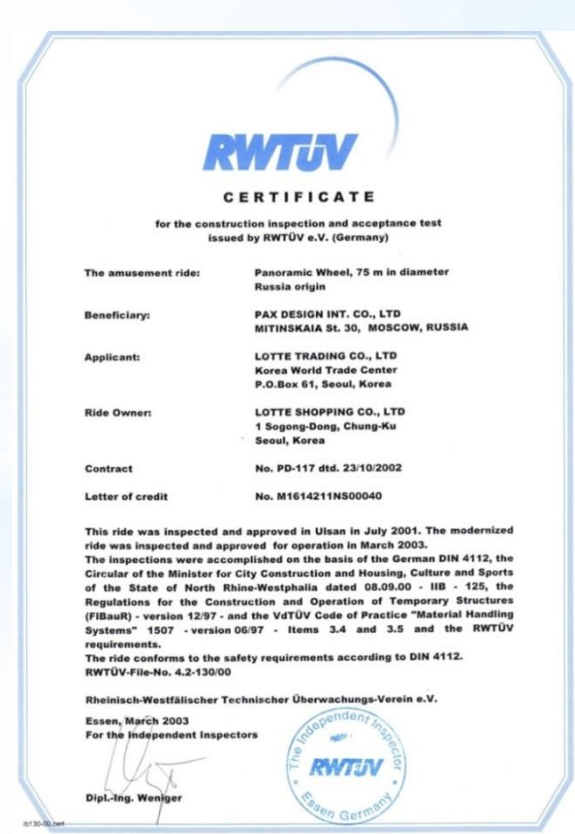 RWTÜV
CERTIFICATE
for the construction inspection and acceptance test
issued by RWTÜV e.V. (Germany)
The amusement ride: Panoramic Wheel, 75 m in diameter
Russia origin
Beneficiary: PAX DESIGN INT. CO., LTD
MITINSKAIA St. 30, MOSCOW, RUSSIA
Applicant: LOTTE TRADING CO., LTD
Korea World Trade Center
P.O.Box 61, Seoul, Korea
Ride Owner: LOTTE SHOPPING CO., LTD
1 Sogong-Dong, Chung-Ku
Seoul, Korea
Contract No. PD-117 dtd. 23/10/2002
Letter of credit No. M1614211NS00040
This ride was inspected and approved in Ulsan in July 2001. The modernized
ride was inspected and approved for operation in March 2003.
The inspections were accomplished on the basis of the German DIN 4112, the
Circular of the Minister for City Construction and Housing, Culture and Sports
of the State of North Rhine-Westphalia dated 08.09.00 - IIB - 125, the
Regulations for the Construction and Operation of Temporary Structures
(FlBauR) - version 12/97 - and the VdTÜV Code of Practice "Material Handling
Systems" 1507 - version 06/97 - Items 3.4 and 3.5 and the RWTÜV
requirements.
The ride conforms to the safety requirements according to DIN 4112.
RWTÜV-File-No. 4.2-130/00
Rheinisch-Westfälischer Technischer Überwachungs-Verein e.V.
Essen, March 2003
For the Independent Inspectors
Dipl.-Ing. Weniger
The Independent Inspector
RWTÜV
Essen Germany
ib130-00.cert